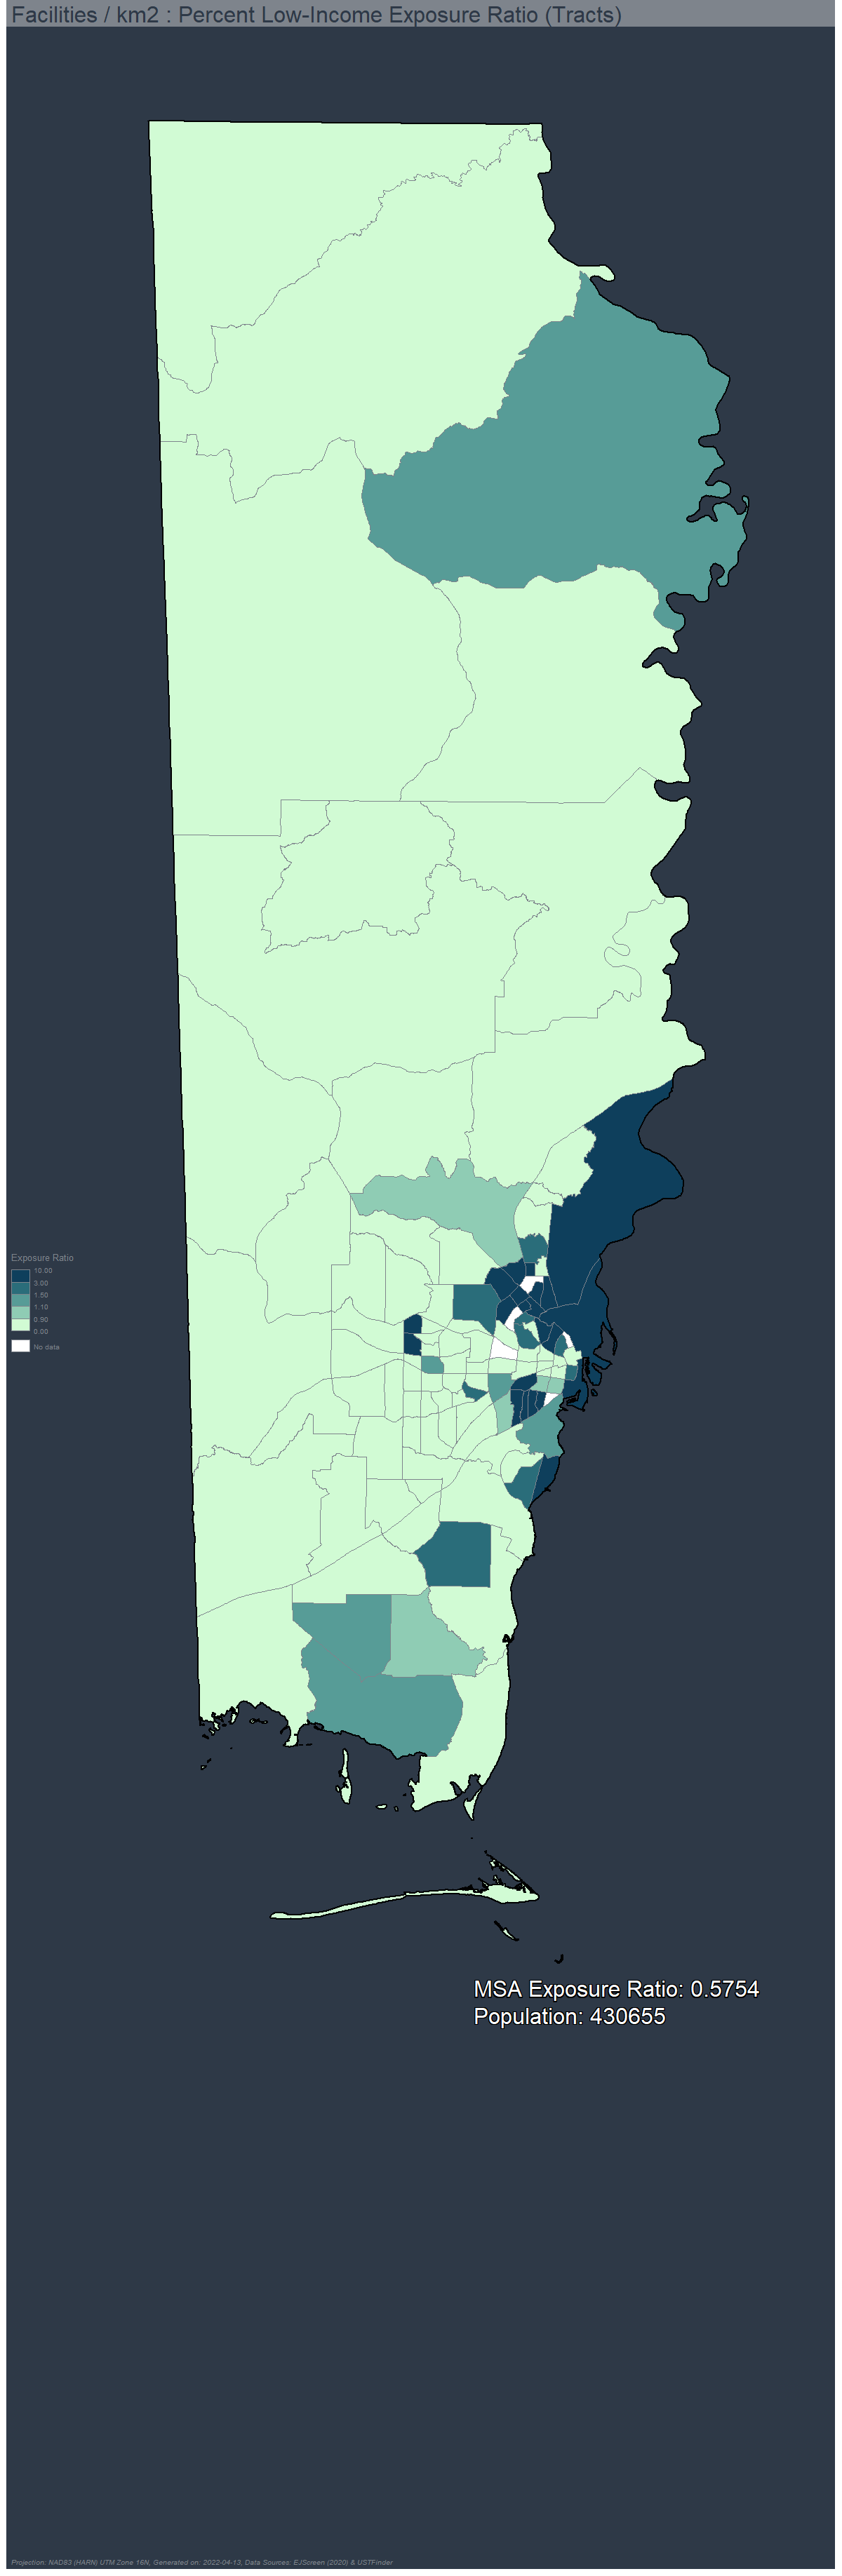 Facilities / km2 : Percent Low-Income Exposure Ratio (Tracts)
Exposure Ratio
10.00
3.00
1.50
1.10
0.90
0.00
No data
MSA Exposure Ratio: 0.5754
Population: 430655
Projection: NAD83 (HARN) UTM Zone 16N, Generated on: 2022-04-13, Data Sources: EJScreen (2020) & USTFinder